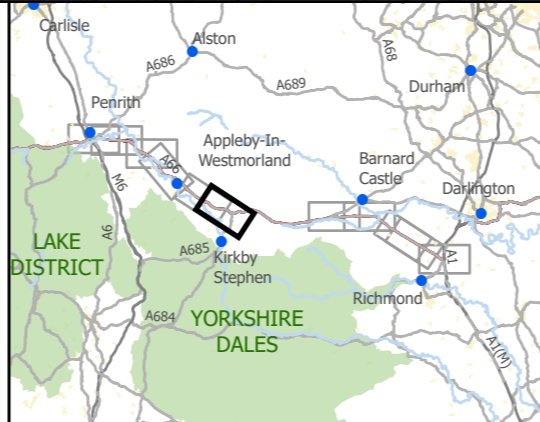 Carlisle
Alston
A68
A686
A689
Durham
Penrith
Appleby-In-
Westmorland
A66
Barnard
Castle
Darlington
M6
A6
LAKE
DISTRICT
A685
Kirkby
Stephen
A1
Richmond
A684
YORKSHIRE
DALES
A1(M)